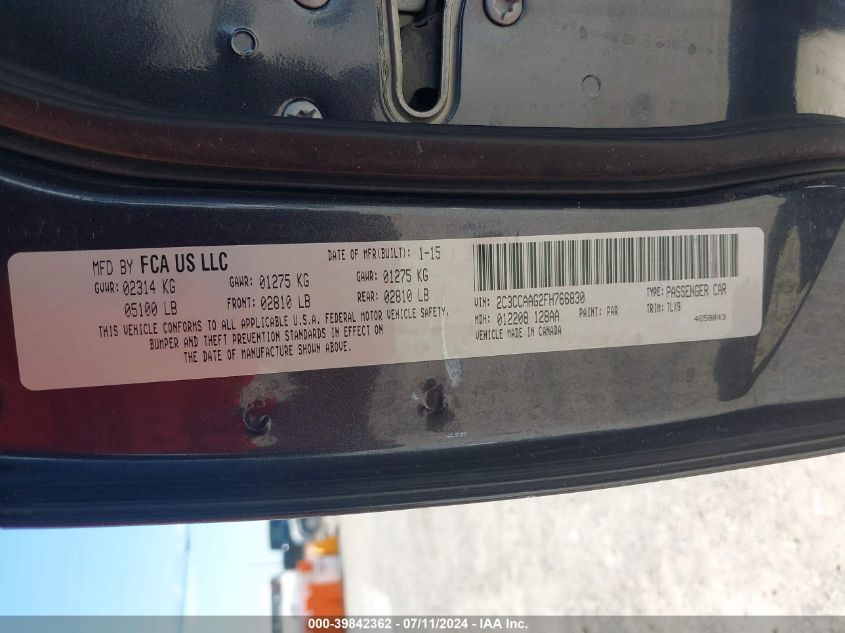 MFD BY FCA US LLC
DATE OF MFR(BUILT): 1-15
GVWR: 02314 KG
GAWR: 01275 KG
GAWR: 01275 KG
05100 LB
FRONT: 02810 LB
REAR: 02810 LB
THIS VEHICLE CONFORMS TO ALL APPLICABLE U.S.A. FEDERAL MOTOR VEHICLE SAFETY,
BUMPER AND THEFT PREVENTION STANDARDS IN EFFECT ON
THE DATE OF MANUFACTURE SHOWN ABOVE.
VIN: 2C3CCAAG2FH766830
TYPE: PASSENGER CAR
MDH: 012208 128AA
PAINT: PAR
TRIM: TLX9
VEHICLE MADE IN CANADA
4658843
000-39842362 - 07/11/2024 - IAA Inc.